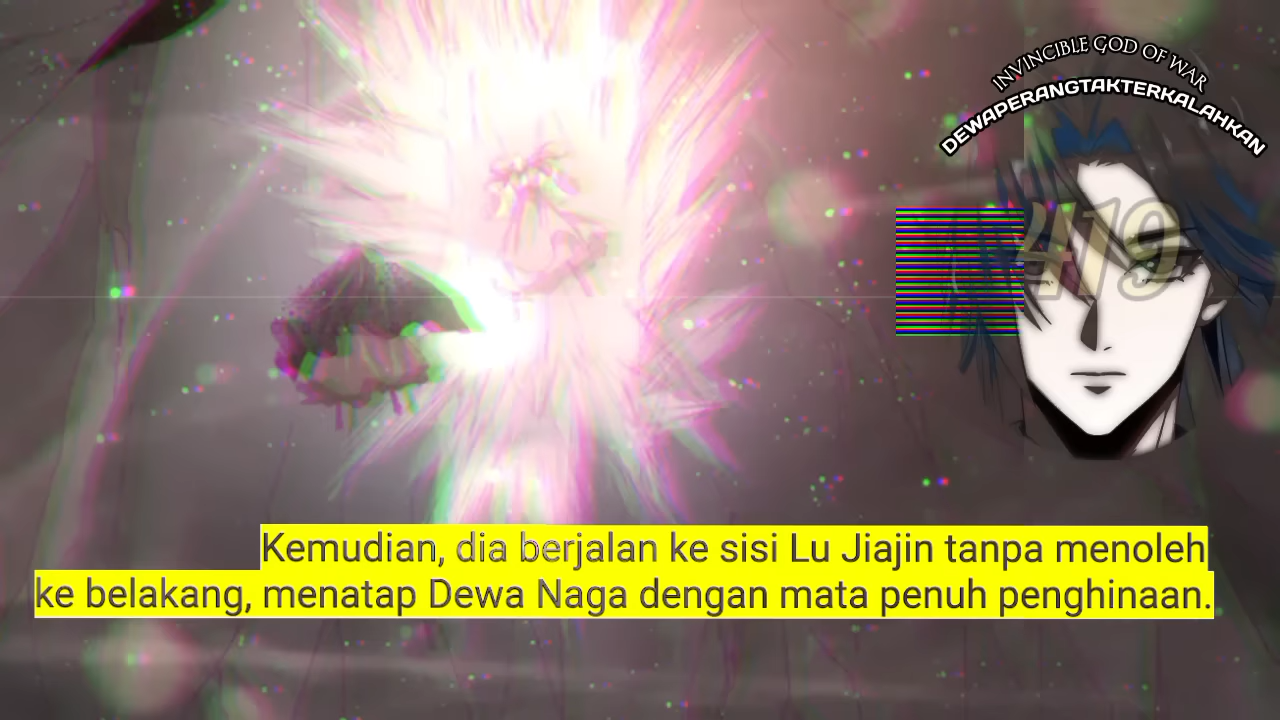 INVINCIBLE GOD OF WAR
DEWAPERANGTAKTERKALAHKAN
419
Kemudian, dia berjalan ke sisi Lu Jiajin tanpa menoleh
ke belakang, menatap Dewa Naga dengan mata penuh penghinaan.